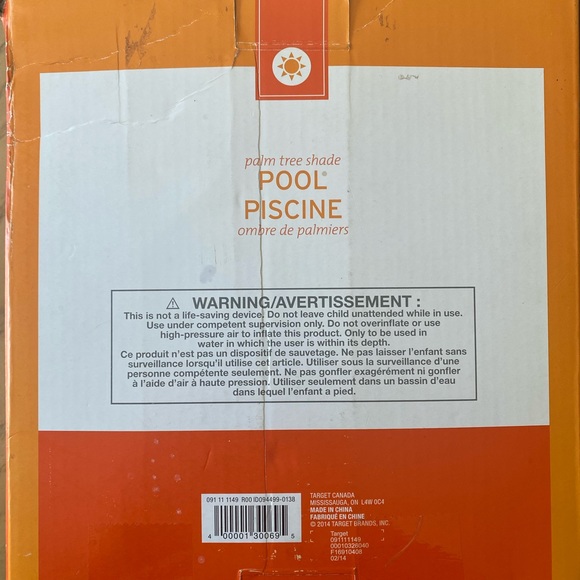 palm tree shade
POOL®
PISCINE
ombre de palmiers
⚠ WARNING/AVERTISSEMENT :
This is not a life-saving device. Do not leave child unattended while in use.
Use under competent supervision only. Do not overinflate or use
high-pressure air to inflate this product. Only to be used in
water in which the user is within its depth.
Ce produit n'est pas un dispositif de sauvetage. Ne pas laisser l'enfant sans
surveillance lorsqu'il utilise cet article. Utiliser sous la surveillance d'une
personne compétente seulement. Ne pas gonfler exagérément ni gonfler
à l'aide d'air à haute pression. Utiliser seulement dans un bassin d'eau
dans lequel l'enfant a pied.
091 11 1149 R00 ID094499-0138
4 00001 30069 5
TARGET CANADA
MISSISSAUGA, ON L4W 0C4
MADE IN CHINA
FABRIQUÉ EN CHINE
© 2014 TARGET BRANDS, INC.
Target
091111149
00010328040
F16910408
02/14